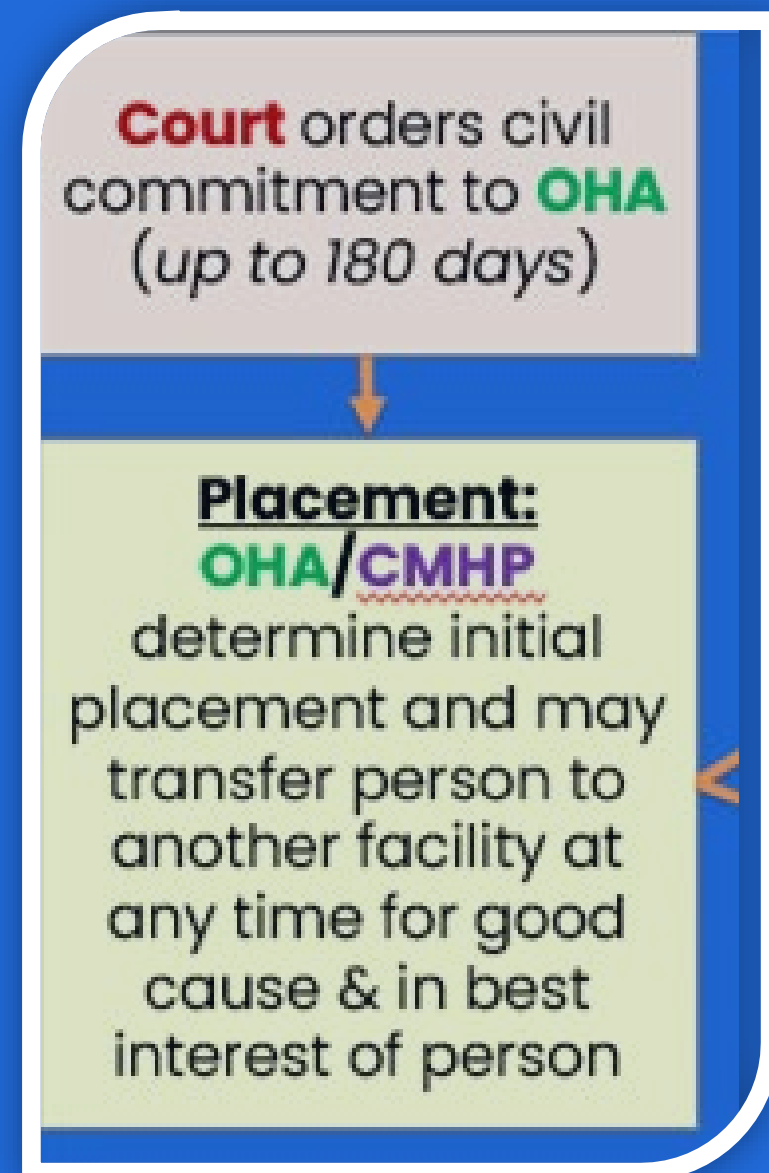 Court orders civil
commitment to OHA
(up to 180 days)
Placement:
OHA/CMHP
determine initial
placement and may
transfer person to
another facility at
any time for good
cause & in best
interest of person